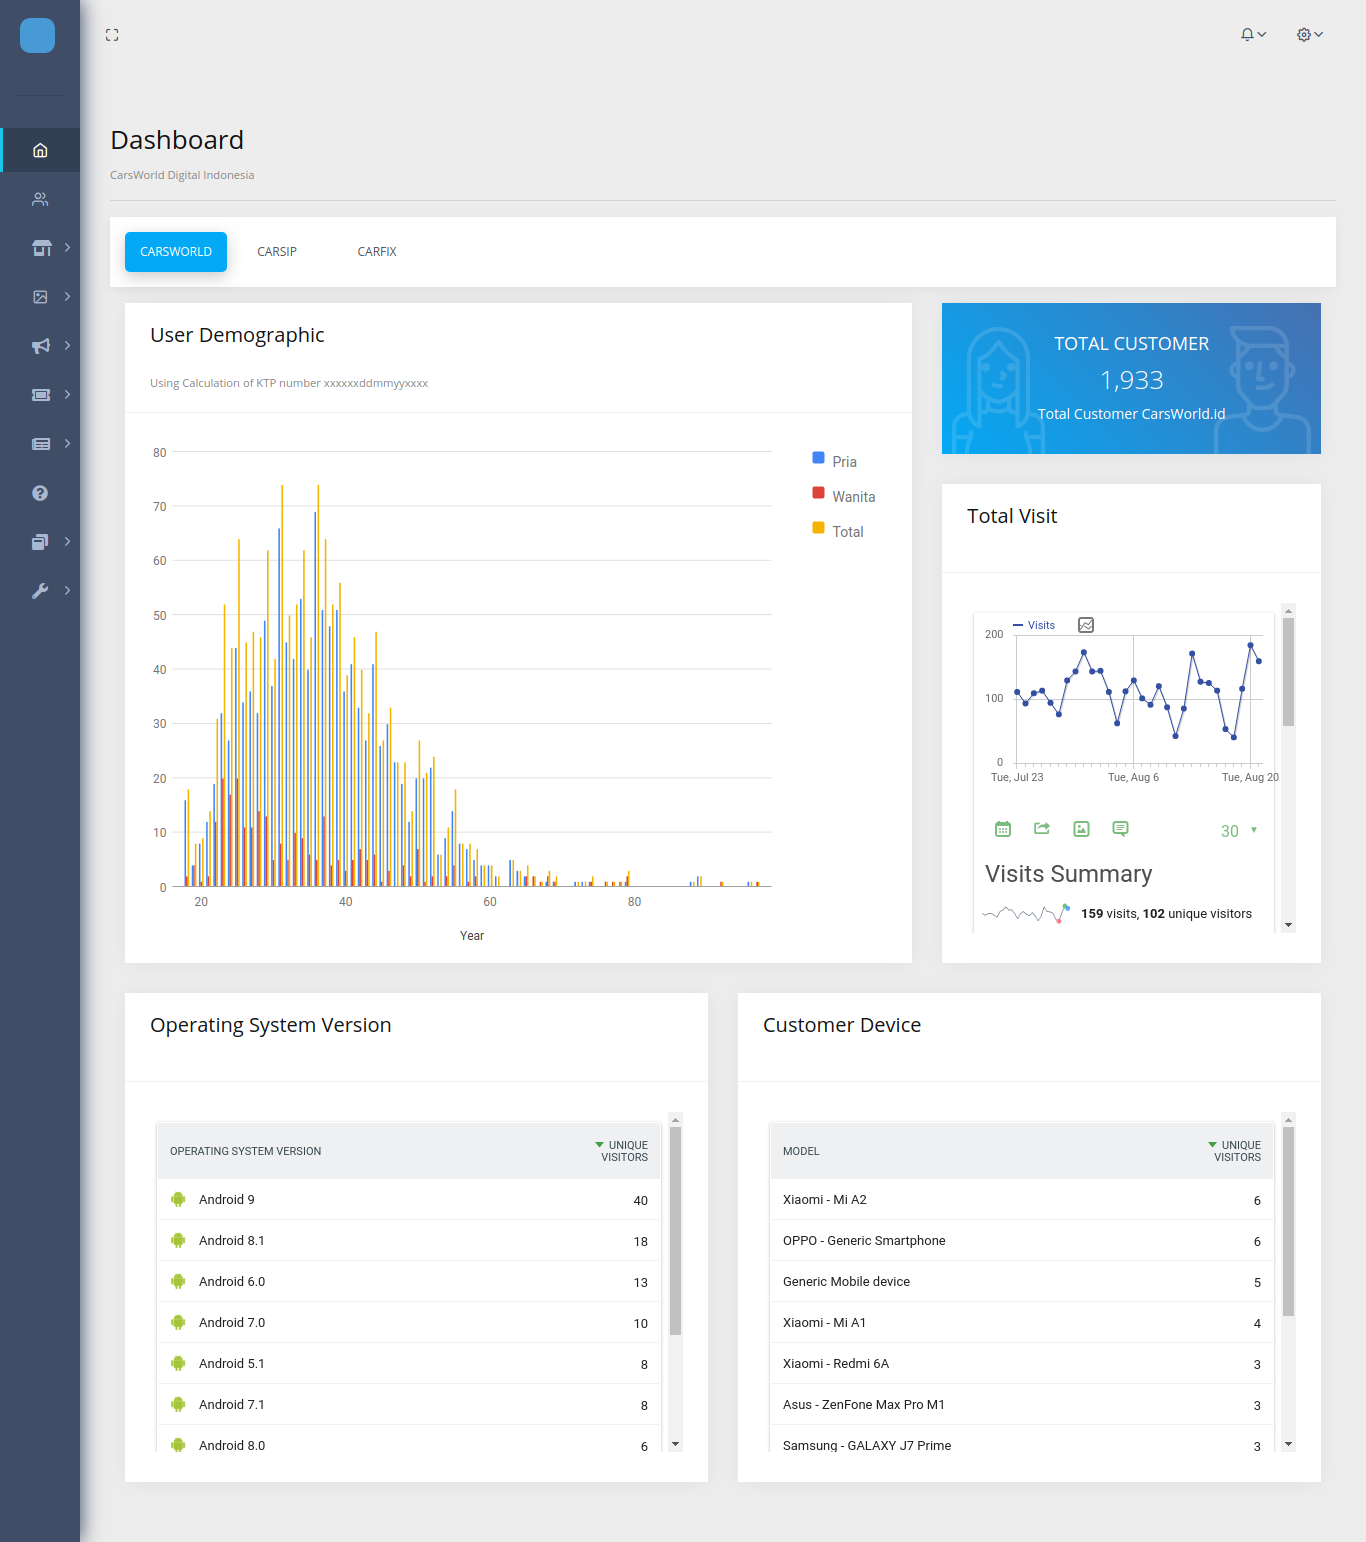 Dashboard
CarsWorld Digital Indonesia
CARSWORLD CARSIP CARFIX
User Demographic
Using Calculation of KTP number xxxxxxddmmyyxxxx
80
70
60
50
40
30
20
10
0
20 40 60 80
Year
Pria
Wanita
Total
TOTAL CUSTOMER
1,933
Total Customer CarsWorld.id
Total Visit
Visits
200
100
0
Tue, Jul 23 Tue, Aug 6 Tue, Aug 20
30
Visits Summary
159 visits, 102 unique visitors
Operating System Version
OPERATING SYSTEM VERSION UNIQUE
VISITORS
Android 9 40
Android 8.1 18
Android 6.0 13
Android 7.0 10
Android 5.1 8
Android 7.1 8
Android 8.0 6
Customer Device
MODEL UNIQUE
VISITORS
Xiaomi - Mi A2 6
OPPO - Generic Smartphone 6
Generic Mobile device 5
Xiaomi - Mi A1 4
Xiaomi - Redmi 6A 3
Asus - ZenFone Max Pro M1 3
Samsung - GALAXY J7 Prime 3